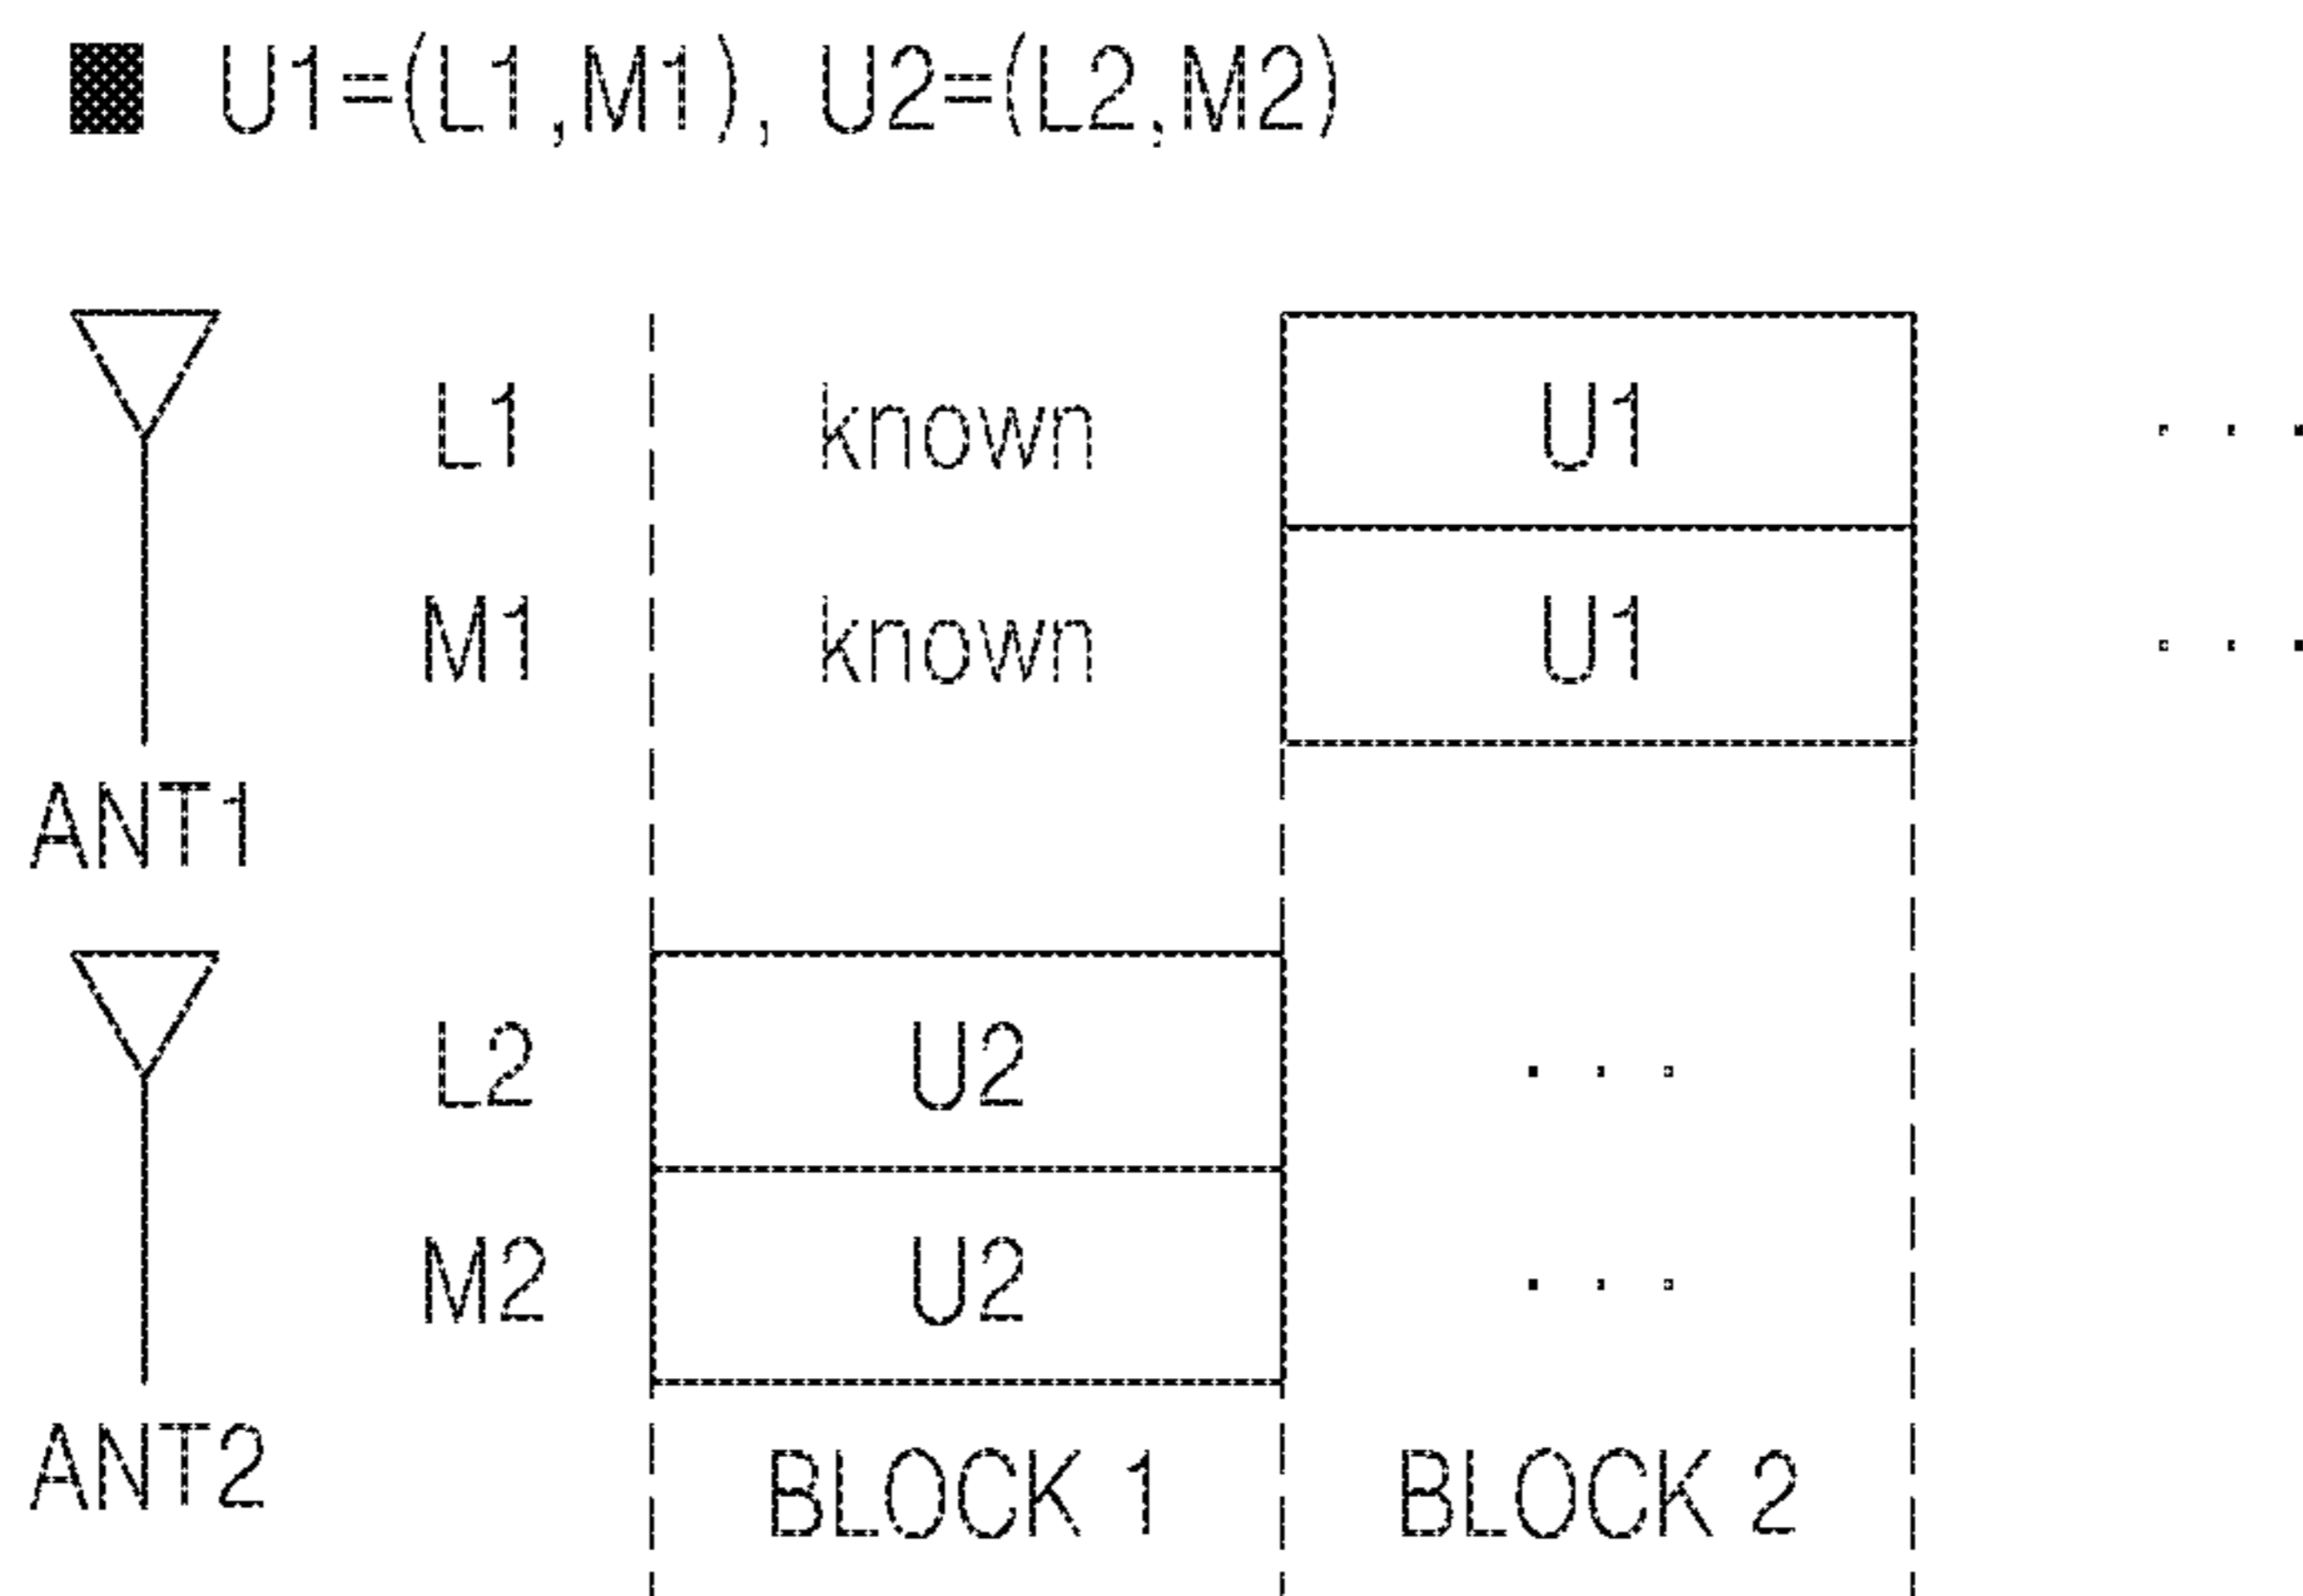 U1=(L1,M1), U2=(L2,M2)
L1 known U1 . . .
M1 known U1 . . .
ANT1
L2 U2 . . .
M2 U2 . . .
ANT2
BLOCK 1 BLOCK 2